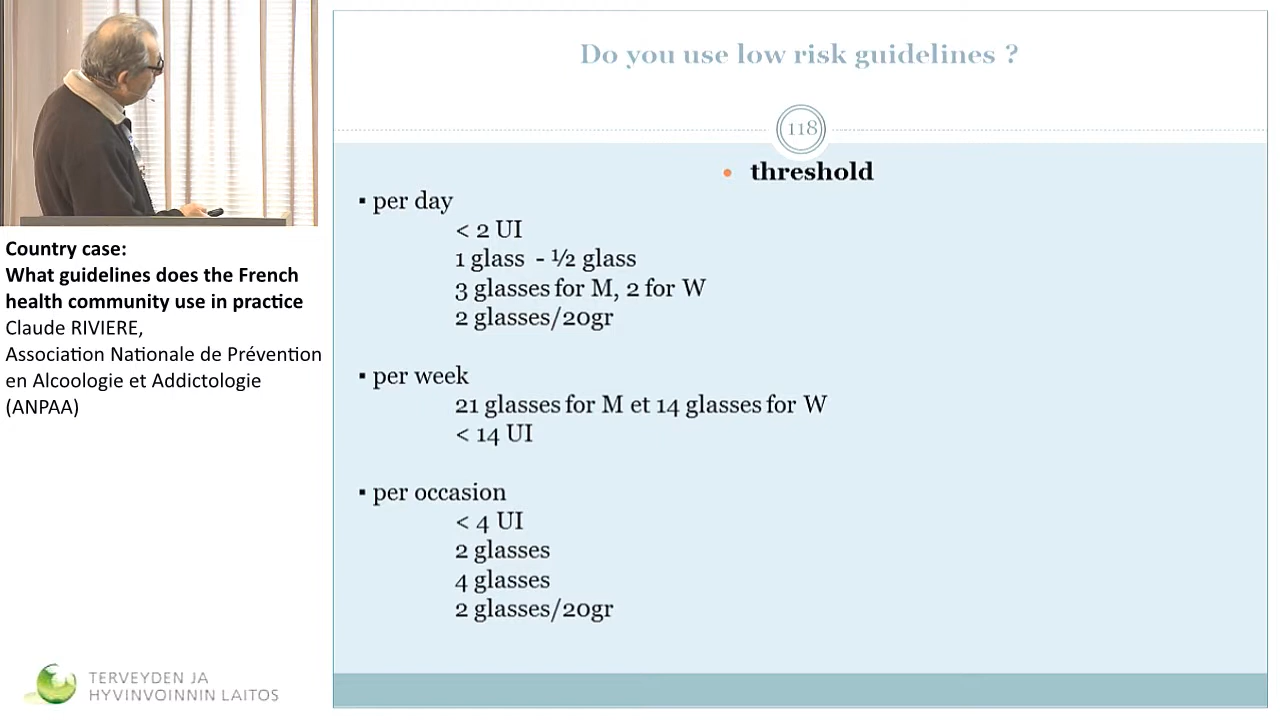 Do you use low risk guidelines ?
118
• threshold
▪ per day
< 2 UI
1 glass - ½ glass
3 glasses for M, 2 for W
2 glasses/20gr
▪ per week
21 glasses for M et 14 glasses for W
< 14 UI
▪ per occasion
< 4 UI
2 glasses
4 glasses
2 glasses/20gr
Country case:
What guidelines does the French
health community use in practice
Claude RIVIERE,
Association Nationale de Prévention
en Alcoologie et Addictologie
(ANPAA)
TERVEYDEN JA
HYVINVOINNIN LAITOS